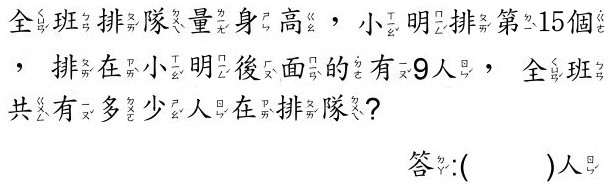 全班排隊量身高，小明排第15個
，排在小明後面的有9人，全班
共有多少人在排隊?
答:(　　)人